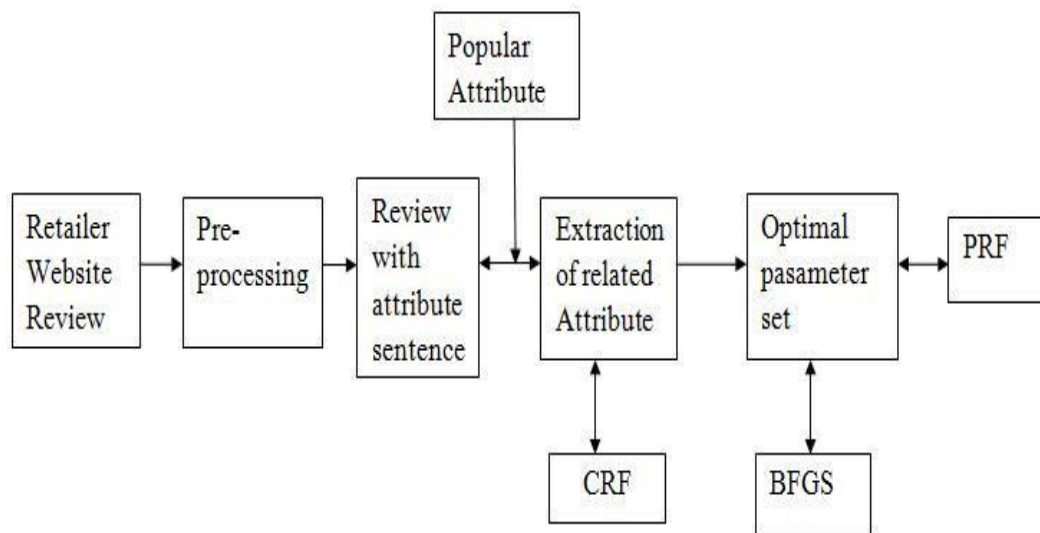 Popular
Attribute
Retailer
Website
Review
Pre-
processing
Review
with
attribute
sentence
Extraction
of related
Attribute
Optimal
pasameter
set
PRF
CRF
BFGS